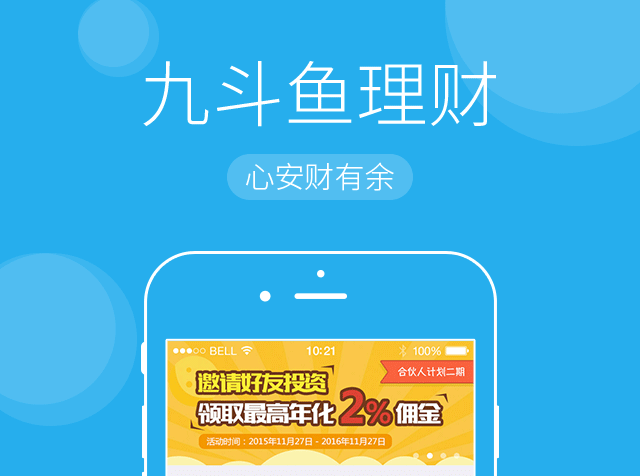 九斗鱼理财
心安财有余
BELL 10:21 100%
合伙人计划二期
邀请好友投资
领取最高年化2%佣金
活动时间：2015年11月27日 - 2016年11月27日